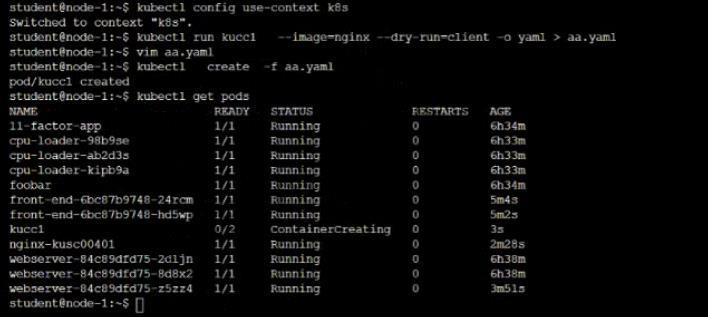 student@node-1:~$ kubectl config use-context k8s
Switched to context "k8s".
student@node-1:~$ kubectl run kucc1   --image=nginx --dry-run=client -o yaml > aa.yaml
student@node-1:~$ vim aa.yaml
student@node-1:~$ kubectl   create  -f aa.yaml
pod/kucc1 created
student@node-1:~$ kubectl get pods
NAME READY STATUS RESTARTS AGE
11-factor-app 1/1 Running 0 6h34m
cpu-loader-98b9se 1/1 Running 0 6h33m
cpu-loader-ab2d3s 1/1 Running 0 6h33m
cpu-loader-kipb9a 1/1 Running 0 6h33m
foobar 1/1 Running 0 6h34m
front-end-6bc87b9748-24rcm 1/1 Running 0 5m4s
front-end-6bc87b9748-hd5wp 1/1 Running 0 5m2s
kucc1 0/2 ContainerCreating 0 3s
nginx-kusc00401 1/1 Running 0 2m28s
webserver-84c89dfd75-2d1jn 1/1 Running 0 6h38m
webserver-84c89dfd75-8d8x2 1/1 Running 0 6h38m
webserver-84c89dfd75-z5zz4 1/1 Running 0 3m51s
student@node-1:~$